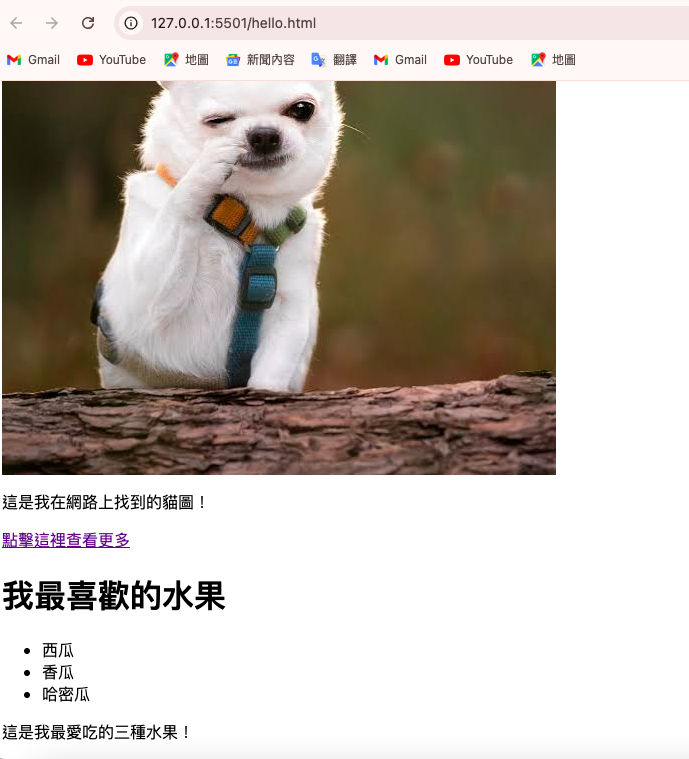 127.0.0.1:5501/hello.html
Gmail YouTube 地圖 新聞內容 翻譯 Gmail YouTube 地圖
這是我在網路上找到的貓圖！
點擊這裡查看更多
我最喜歡的水果
西瓜
香瓜
哈密瓜
這是我最愛吃的三種水果！